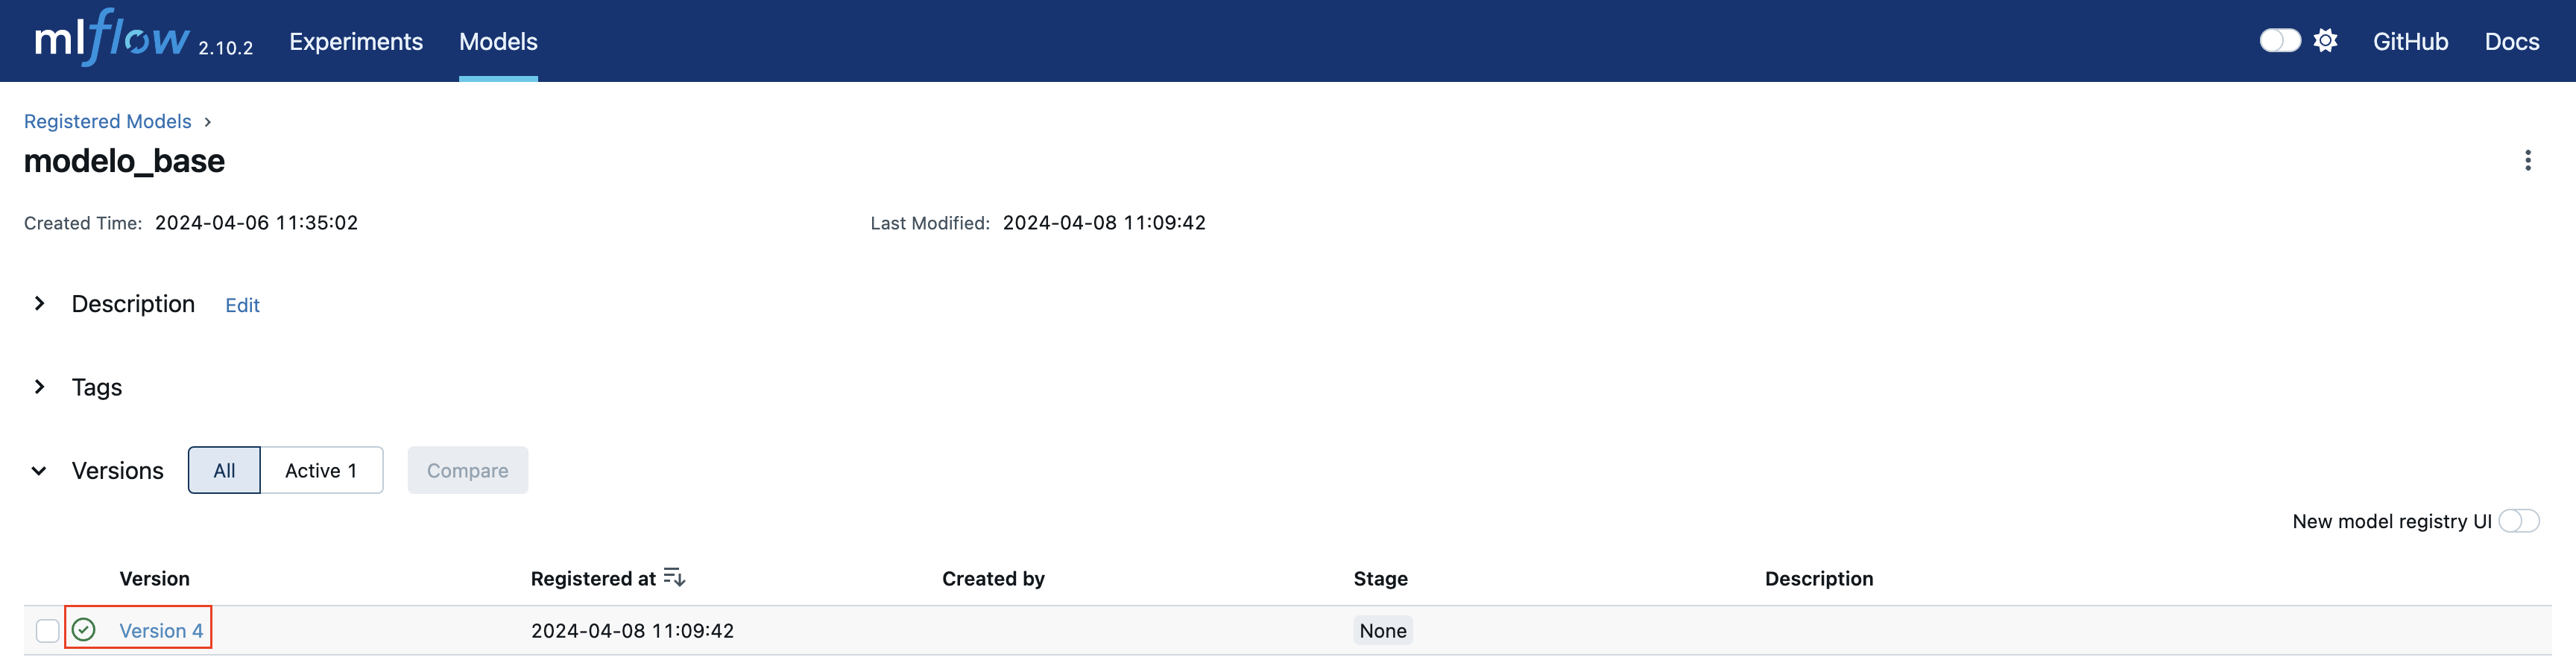 mlflow 2.10.2 Experiments Models GitHub Docs
Registered Models
modelo_base
Created Time: 2024-04-06 11:35:02 Last Modified: 2024-04-08 11:09:42
Description Edit
Tags
Versions All Active 1 Compare
New model registry UI
Version Registered at Created by Stage Description
Version 4 2024-04-08 11:09:42 None